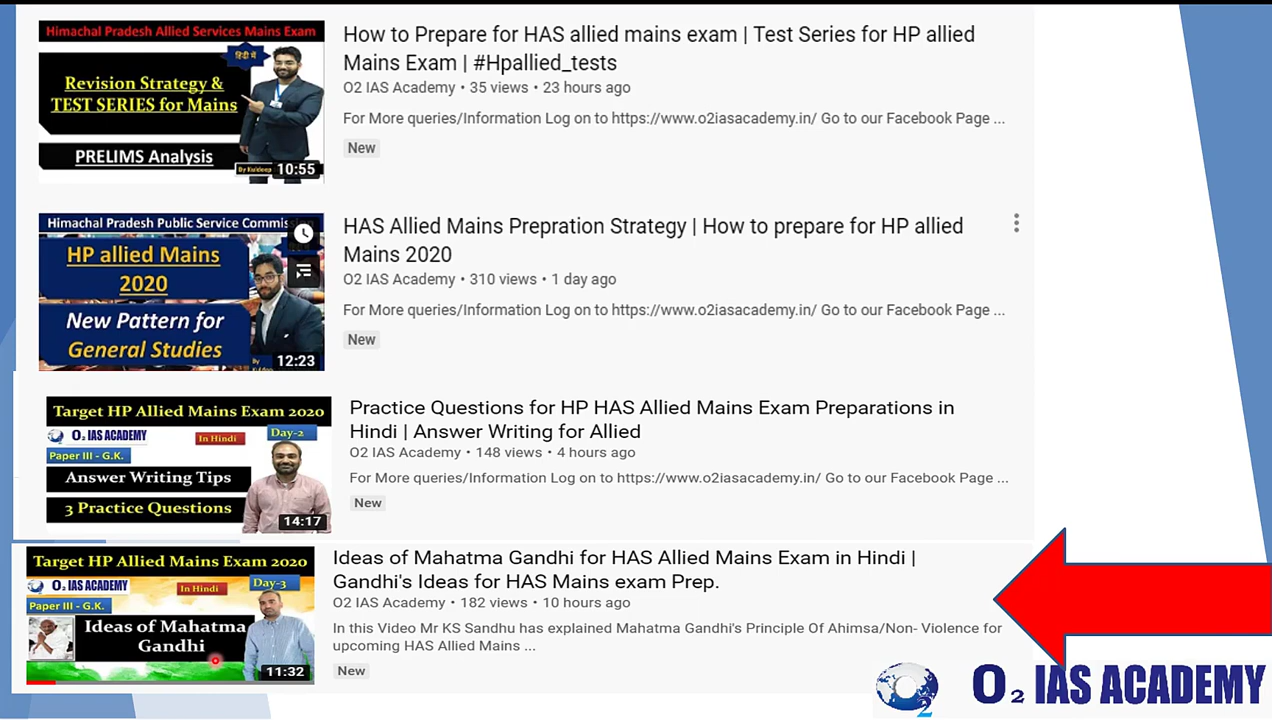 Himachal Pradesh Allied Services Mains Exam
हिंदी में
Revision Strategy &
TEST SERIES for Mains
PRELIMS Analysis
By Kuldeep
10:55
How to Prepare for HAS allied mains exam | Test Series for HP allied
Mains Exam | #Hpallied_tests
O2 IAS Academy • 35 views • 23 hours ago
For More queries/Information Log on to https://www.o2iasacademy.in/ Go to our Facebook Page ...
New
Himachal Pradesh Public Service
HP allied Mains
2020
New Pattern for
General Studies
By
12:23
HAS Allied Mains Prepration Strategy | How to prepare for HP allied
Mains 2020
O2 IAS Academy • 310 views • 1 day ago
For More queries/Information Log on to https://www.o2iasacademy.in/ Go to our Facebook Page ...
New
Target HP Allied Mains Exam 2020
O2 IAS ACADEMY
In Hindi
Day-2
Paper III - G.K.
Answer Writing Tips
3 Practice Questions
14:17
Practice Questions for HP HAS Allied Mains Exam Preparations in
Hindi | Answer Writing for Allied
O2 IAS Academy • 148 views • 4 hours ago
For More queries/Information Log on to https://www.o2iasacademy.in/ Go to our Facebook Page ...
New
Target HP Allied Mains Exam 2020
O2 IAS ACADEMY
In Hindi
Day-3
Paper III - G.K.
Ideas of Mahatma
Gandhi
11:32
Ideas of Mahatma Gandhi for HAS Allied Mains Exam in Hindi |
Gandhi's Ideas for HAS Mains exam Prep.
O2 IAS Academy • 182 views • 10 hours ago
In this Video Mr KS Sandhu has explained Mahatma Gandhi's Principle Of Ahimsa/Non- Violence for
upcoming HAS Allied Mains ...
New
2
O2 IAS ACADEMY